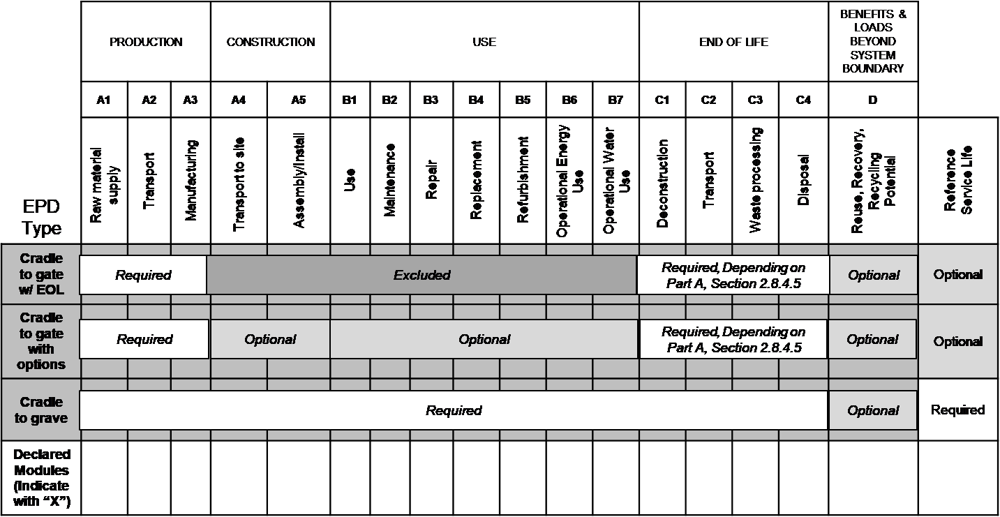 PRODUCTION
CONSTRUCTION
USE
END OF LIFE
BENEFITS &
LOADS
BEYOND
SYSTEM
BOUNDARY
A1
A2
A3
A4
A5
B1
B2
B3
B4
B5
B6
B7
C1
C2
C3
C4
D
EPD
Type
Raw material
supply
Transport
Manufacturing
Transport to site
Assembly/Install
Use
Maintenance
Repair
Replacement
Refurbishment
Operational Energy
Use
Operational Water
Use
Deconstruction
Transport
Waste processing
Disposal
Reuse, Recovery,
Recycling
Potential
Reference
Service Life
Cradle
to gate
w/ EOL
Required
Excluded
Required, Depending on
Part A, Section 2.8.4.5
Optional
Optional
Cradle
to gate
with
options
Required
Optional
Optional
Required, Depending on
Part A, Section 2.8.4.5
Optional
Optional
Cradle
to grave
Required
Optional
Required
Declared
Modules
(Indicate
with “X”)